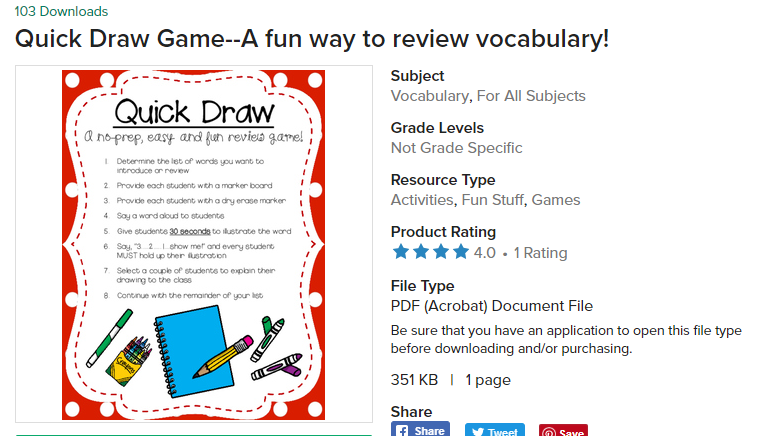 103 Downloads
Quick Draw Game--A fun way to review vocabulary!
Quick Draw
A no-prep, easy and fun review game!
1. Determine the list of words you want to
introduce or review
2. Provide each student with a marker board
3. Provide each student with a dry erase marker
4. Say a word aloud to students
5. Give students 30 seconds to illustrate the word
6. Say, "3...2...1...show me!" and every student
MUST hold up their illustration
7. Select a couple of students to explain their
drawing to the class
8. Continue with the remainder of your list
Subject
Vocabulary, For All Subjects
Grade Levels
Not Grade Specific
Resource Type
Activities, Fun Stuff, Games
Product Rating
4.0 • 1 Rating
File Type
PDF (Acrobat) Document File
Be sure that you have an application to open this file type
before downloading and/or purchasing.
351 KB | 1 page
Share
Share Tweet Save